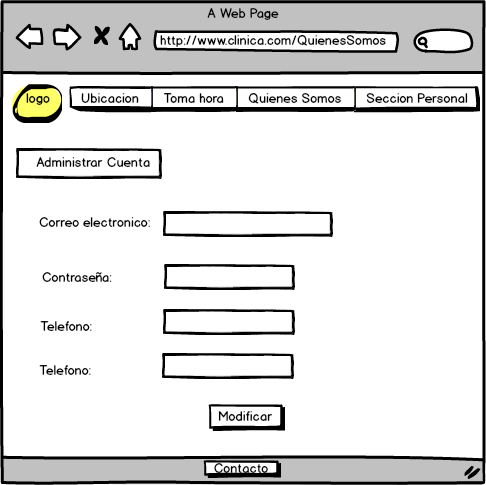 A Web Page
http://www.clinica.com/QuienesSomos
logo
Ubicacion Toma hora Quienes Somos Seccion Personal
Administrar Cuenta
Correo electronico:
Contraseña:
Telefono:
Telefono:
Modificar
Contacto